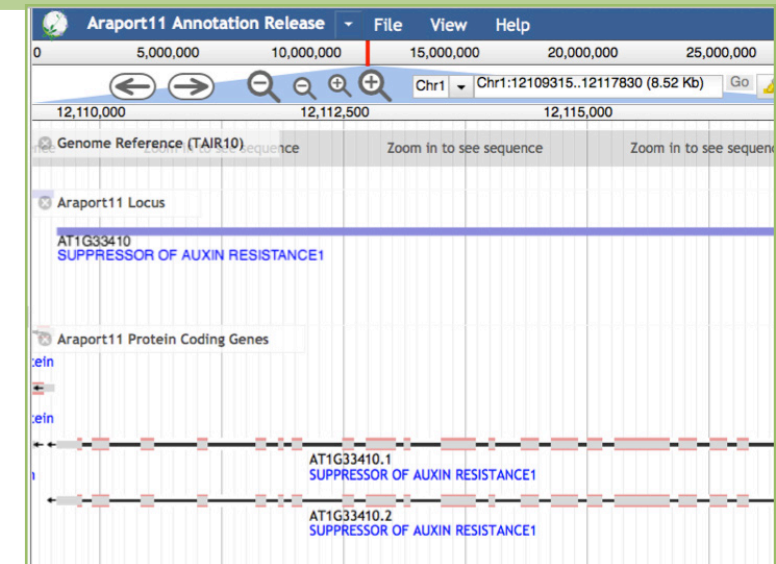 Araport11 Annotation Release File View Help
0 5,000,000 10,000,000 15,000,000 20,000,000 25,000,000
Chr1 Chr1:12109315..12117830 (8.52 Kb) Go
12,110,000 12,112,500 12,115,000
Genome Reference (TAIR10) Zoom in to see sequence Zoom in to see sequenc
Araport11 Locus
AT1G33410
SUPPRESSOR OF AUXIN RESISTANCE1
Araport11 Protein Coding Genes
tein
tein
AT1G33410.1
SUPPRESSOR OF AUXIN RESISTANCE1
AT1G33410.2
SUPPRESSOR OF AUXIN RESISTANCE1